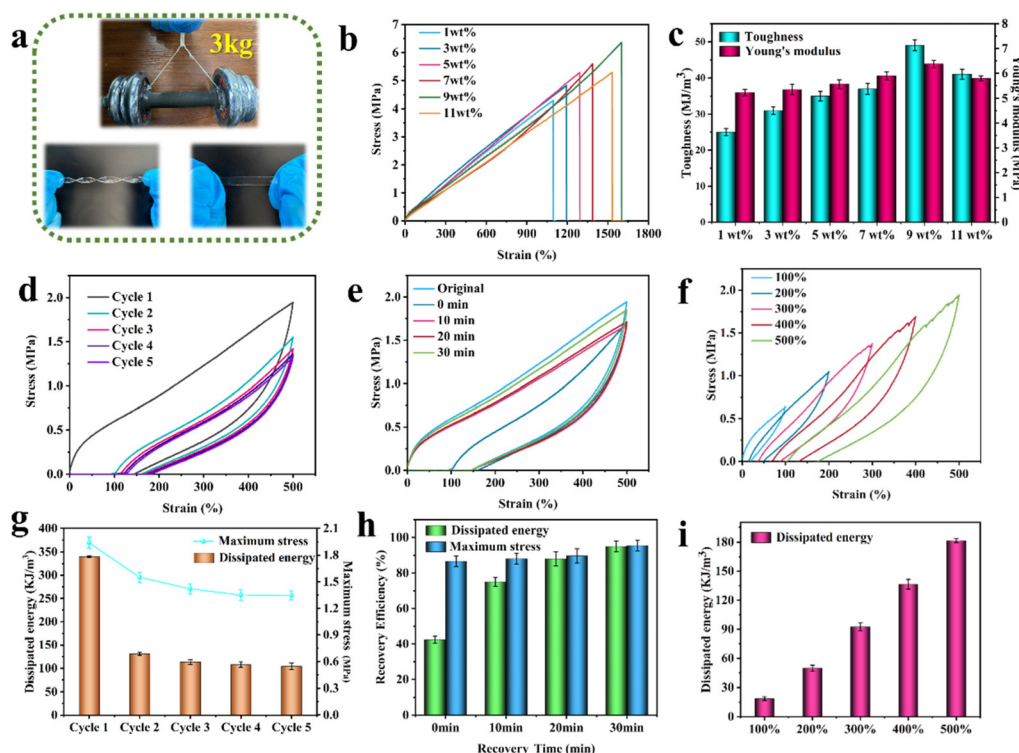 a
3kg
b
1wt%
3wt%
5wt%
7wt%
9wt%
11wt%
Stress (MPa)
7
6
5
4
3
2
1
0
0 300 600 900 1200 1500 1800
Strain (%)
c
Toughness
Young's modulus
Toughness (MJ/m³)
50
40
30
20
10
0
8
7
6
5
4
3
2
1
0
Young's modulus (MPa)
1 wt% 3 wt% 5 wt% 7 wt% 9 wt% 11 wt%
d
Cycle 1
Cycle 2
Cycle 3
Cycle 4
Cycle 5
Stress (MPa)
2.0
1.5
1.0
0.5
0.0
0 100 200 300 400 500
Strain (%)
e
Original
0 min
10 min
20 min
30 min
Stress (MPa)
2.0
1.5
1.0
0.5
0.0
0 100 200 300 400 500
Strain (%)
f
100%
200%
300%
400%
500%
Stress (MPa)
2.0
1.5
1.0
0.5
0.0
0 100 200 300 400 500
Strain (%)
g
Maximum stress
Dissipated energy
Dissipated energy (KJ/m³)
400
350
300
250
200
150
100
50
0
2.1
1.8
1.5
1.2
0.9
0.6
0.3
0.0
Maximum stress (MPa)
Cycle 1 Cycle 2 Cycle 3 Cycle 4 Cycle 5
h
Dissipated energy
Maximum stress
Recovery Efficiency (%)
100
80
60
40
20
0
0min 10min 20min 30min
Recovery Time (min)
i
Dissipated energy
Dissipated energy (KJ/m³)
180
150
120
90
60
30
0
100% 200% 300% 400% 500%